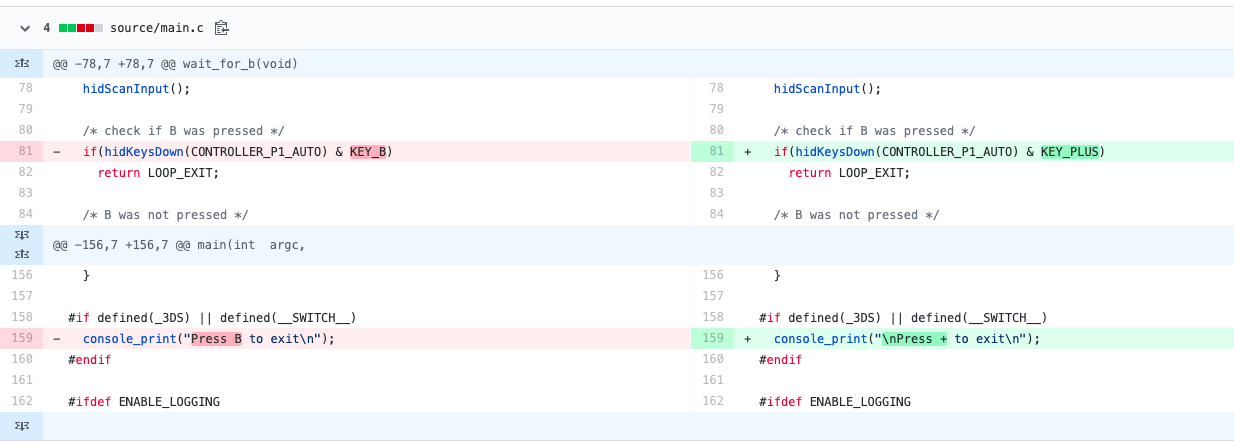 4 source/main.c
@@ -78,7 +78,7 @@ wait_for_b(void)
78 hidScanInput(); 78 hidScanInput();
79 79
80 /* check if B was pressed */ 80 /* check if B was pressed */
81 - if(hidKeysDown(CONTROLLER_P1_AUTO) & KEY_B) 81 + if(hidKeysDown(CONTROLLER_P1_AUTO) & KEY_PLUS)
82 return LOOP_EXIT; 82 return LOOP_EXIT;
83 83
84 /* B was not pressed */ 84 /* B was not pressed */
@@ -156,7 +156,7 @@ main(int  argc,
156 } 156 }
157 157
158 #if defined(_3DS) || defined(__SWITCH__) 158 #if defined(_3DS) || defined(__SWITCH__)
159 - console_print("Press B to exit\n"); 159 + console_print("\nPress + to exit\n");
160 #endif 160 #endif
161 161
162 #ifdef ENABLE_LOGGING 162 #ifdef ENABLE_LOGGING